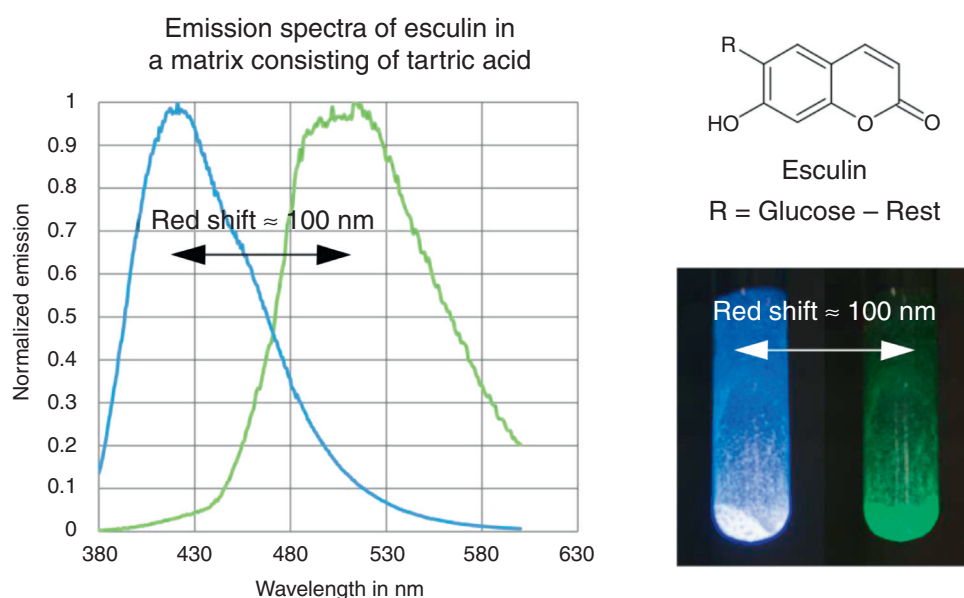 Emission spectra of esculin in
a matrix consisting of tartric acid
Normalized emission
1
0.9
0.8
0.7
0.6
0.5
0.4
0.3
0.2
0.1
0
Red shift ≈ 100 nm
380
430
480
530
580
630
Wavelength in nm
R
HO
O
O
Esculin
R = Glucose – Rest
Red shift ≈ 100 nm